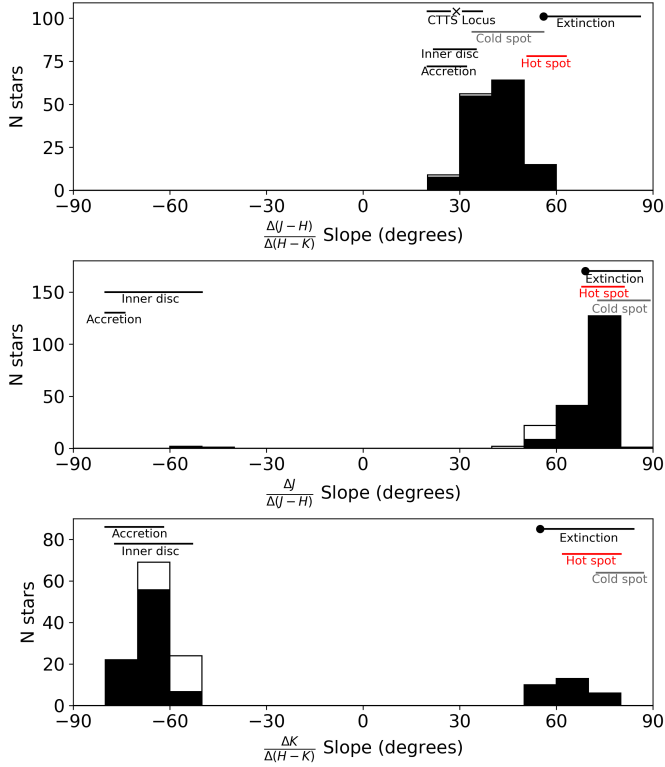 100
75
50
25
0
N stars
CTTS Locus
Extinction
Cold spot
Inner disc
Hot spot
Accretion
−90 −60 −30 0 30 60 90
Δ(J − H)/Δ(H − K) Slope (degrees)
150
100
50
0
N stars
Extinction
Inner disc
Hot spot
Cold spot
Accretion
−90 −60 −30 0 30 60 90
ΔJ/Δ(J − H) Slope (degrees)
80
60
40
20
0
N stars
Accretion
Extinction
Inner disc
Hot spot
Cold spot
−90 −60 −30 0 30 60 90
ΔK/Δ(H − K) Slope (degrees)